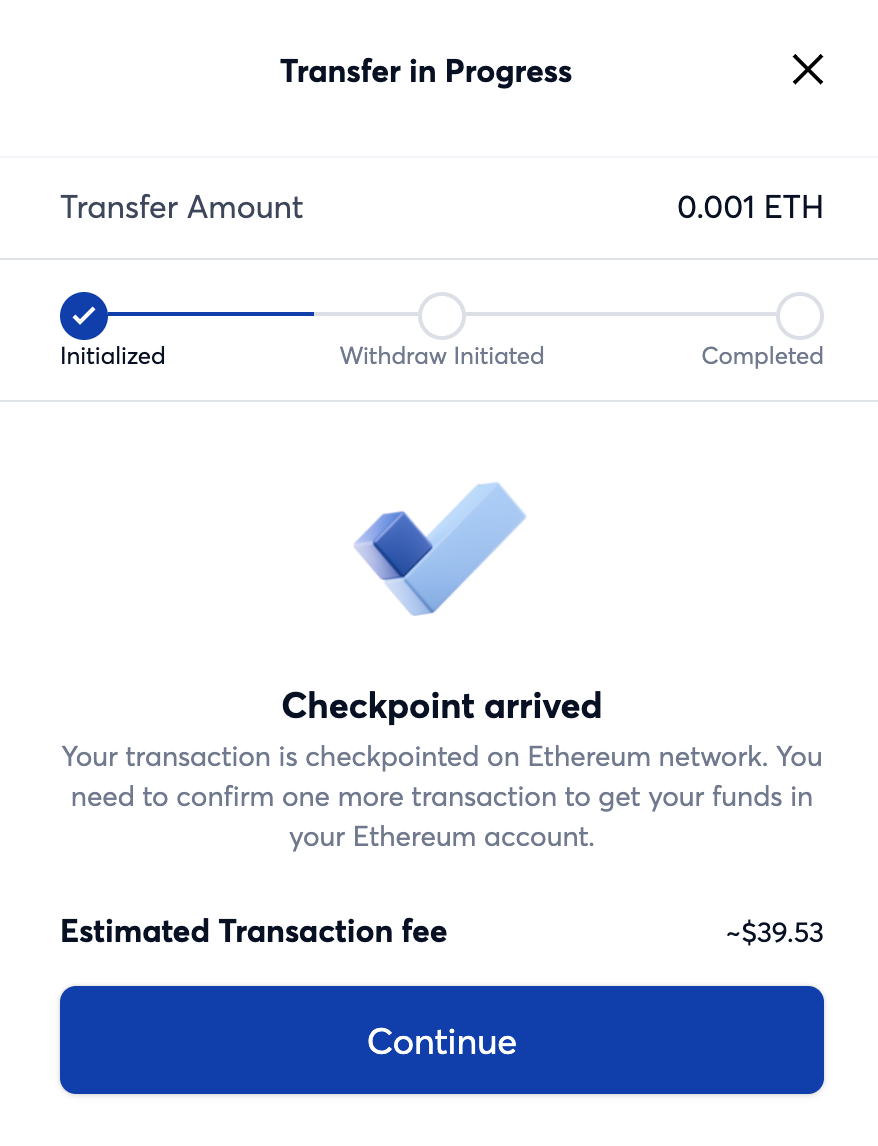 Transfer in Progress
Transfer Amount 0.001 ETH
Initialized Withdraw Initiated Completed
Checkpoint arrived
Your transaction is checkpointed on Ethereum network. You
need to confirm one more transaction to get your funds in
your Ethereum account.
Estimated Transaction fee ~$39.53
Continue